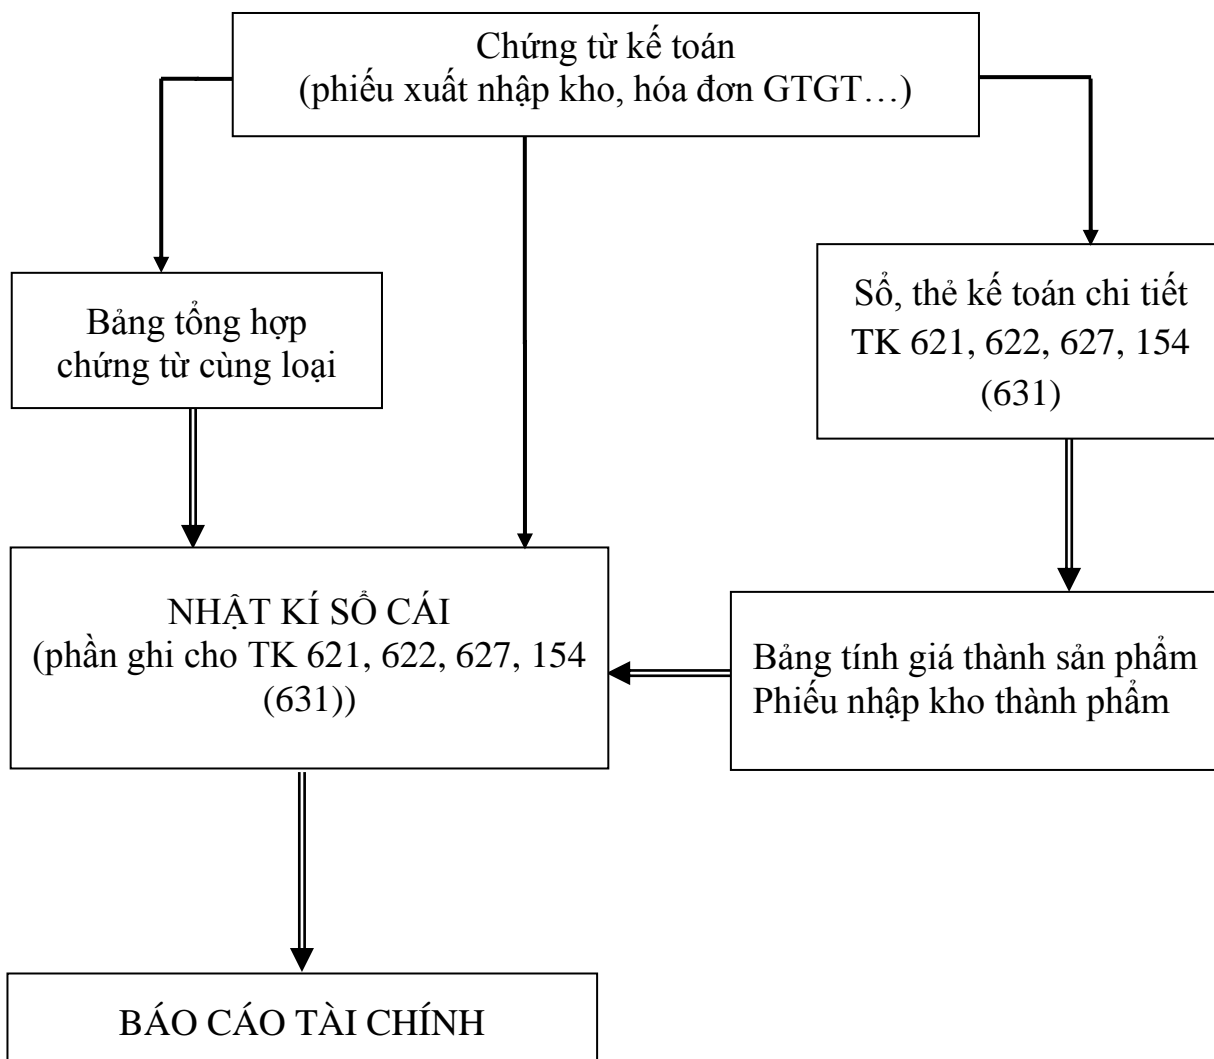 Chứng từ kế toán
(phiếu xuất nhập kho, hóa đơn GTGT…)
Bảng tổng hợp
chứng từ cùng loại
Sổ, thẻ kế toán chi tiết
TK 621, 622, 627, 154
(631)
NHẬT KÍ SỔ CÁI
(phần ghi cho TK 621, 622, 627, 154
(631))
Bảng tính giá thành sản phẩm
Phiếu nhập kho thành phẩm
BÁO CÁO TÀI CHÍNH